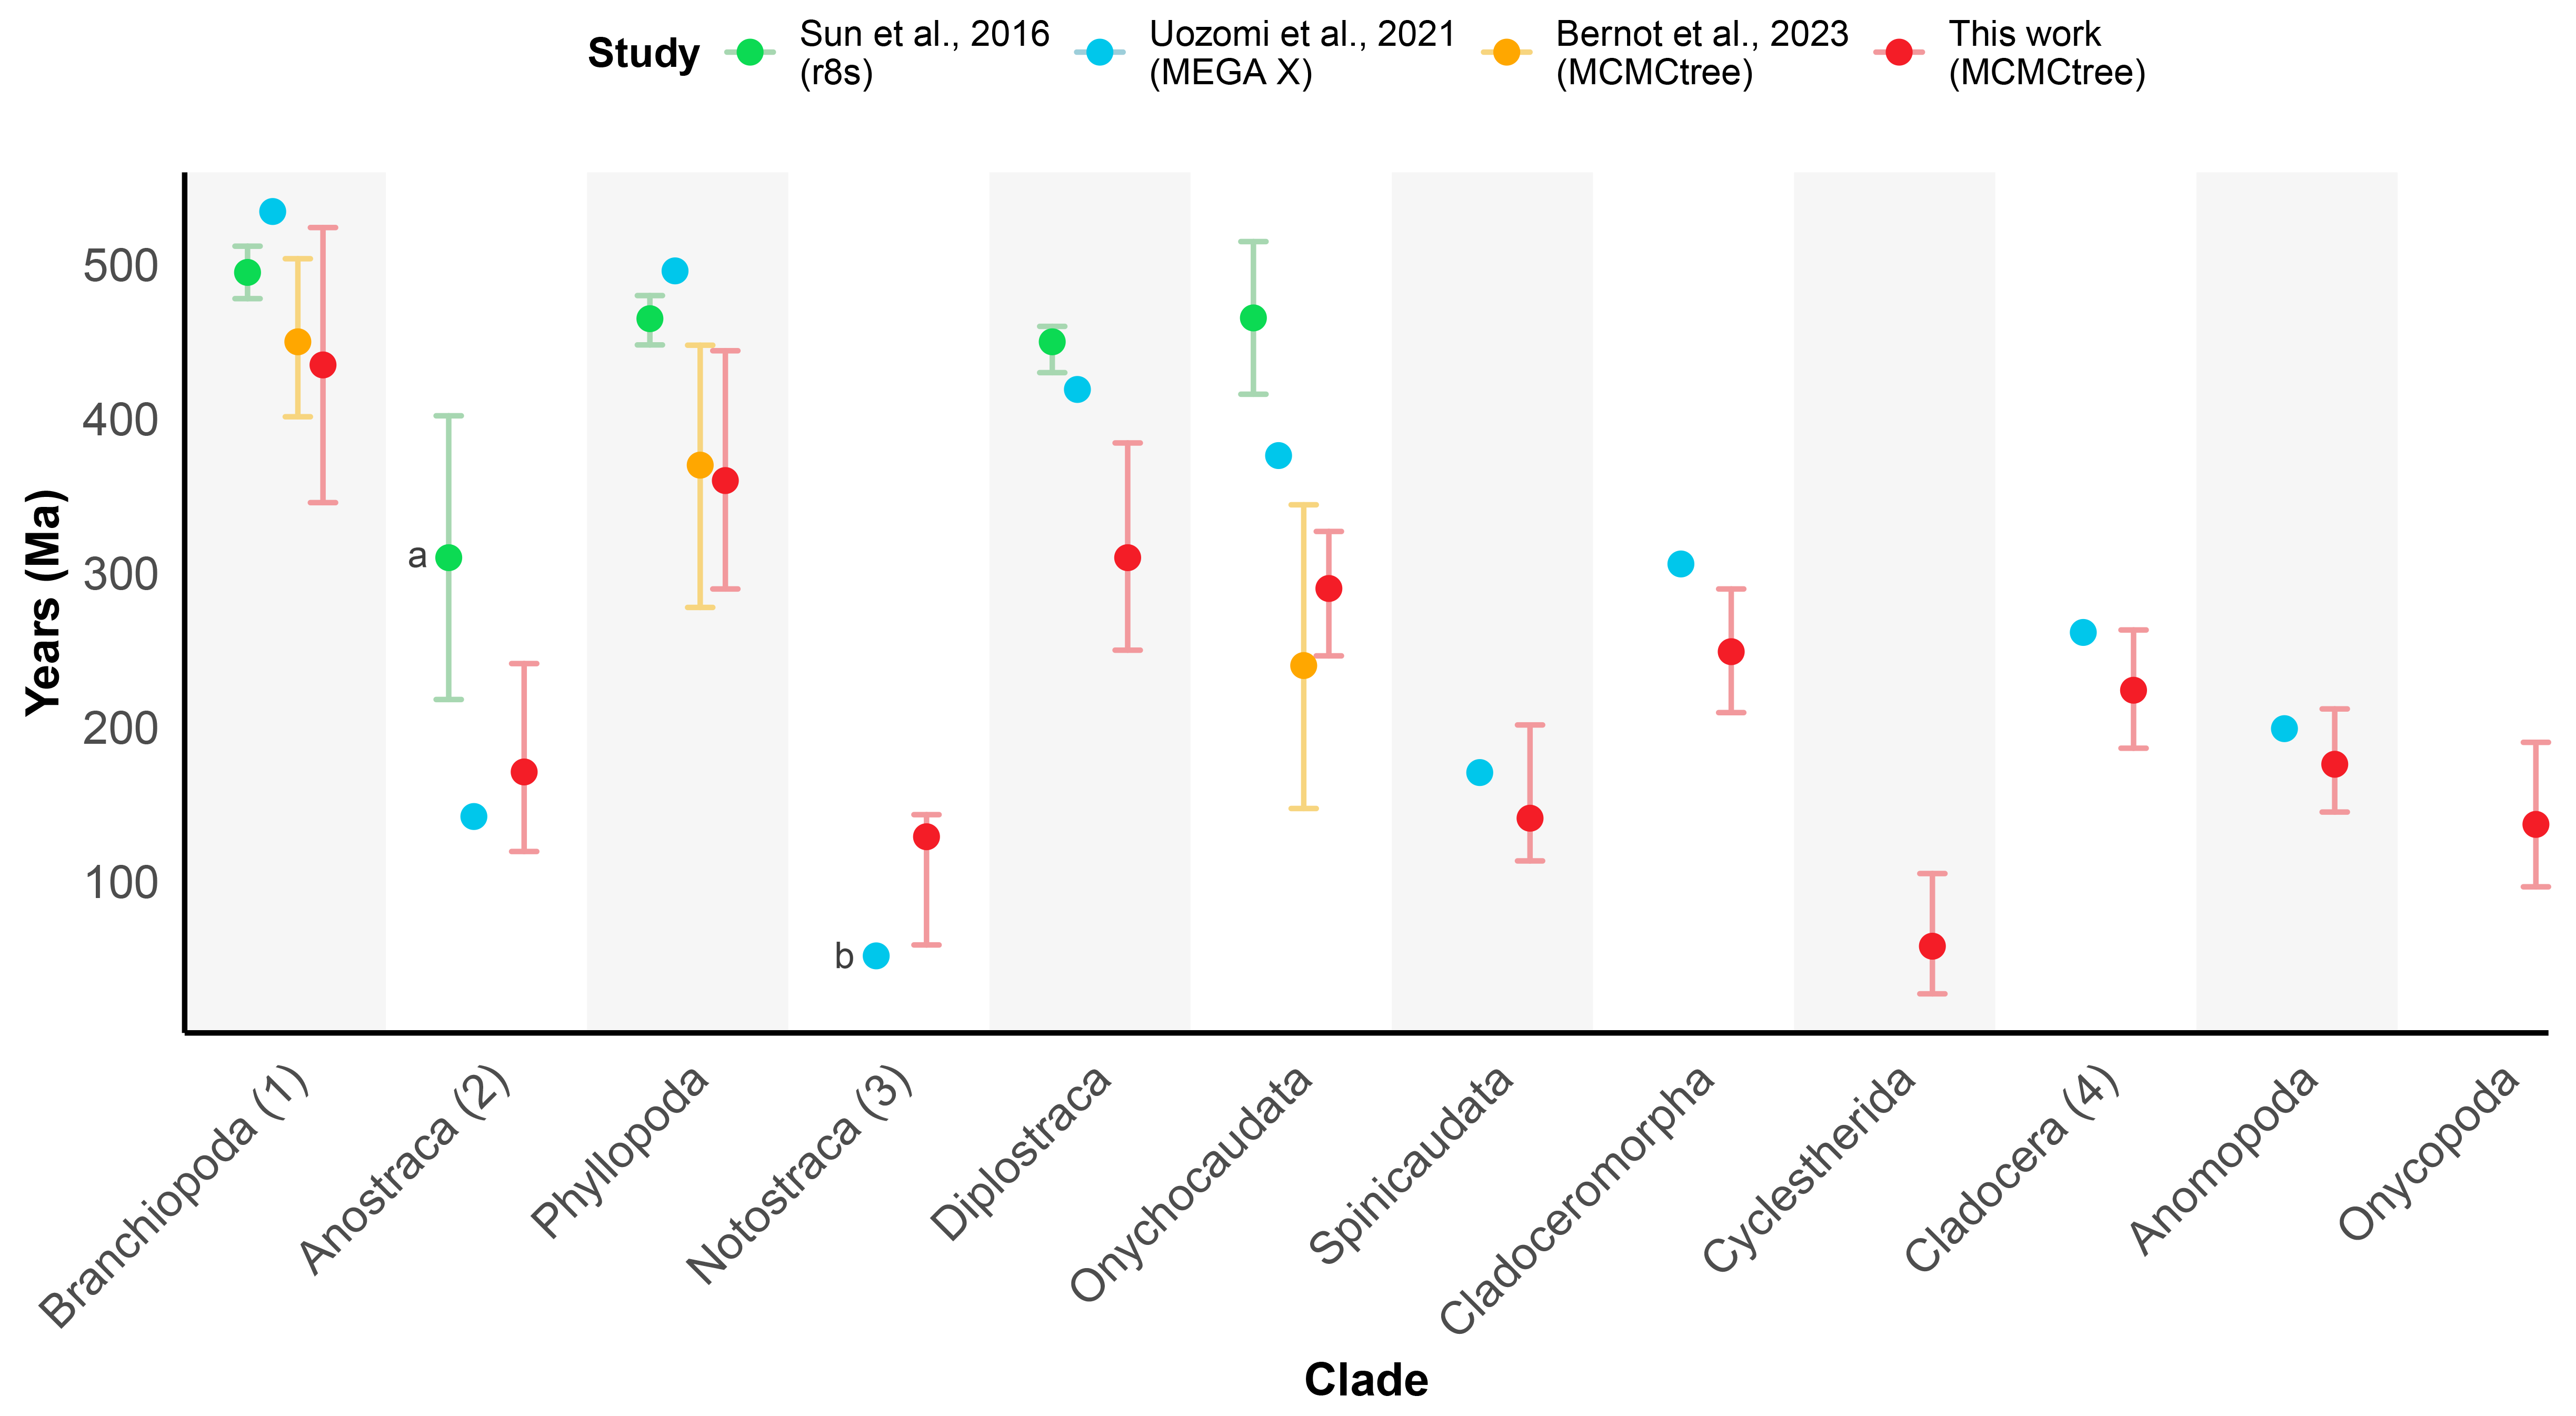 Study
Sun et al., 2016
(r8s)
Uozomi et al., 2021
(MEGA X)
Bernot et al., 2023
(MCMCtree)
This work
(MCMCtree)
Years (Ma)
500
400
300
200
100
a
b
Branchiopoda (1)
Anostraca (2)
Phyllopoda
Notostraca (3)
Diplostraca
Onychocaudata
Spinicaudata
Cladoceromorpha
Cyclestherida
Cladocera (4)
Anomopoda
Onycopoda
Clade